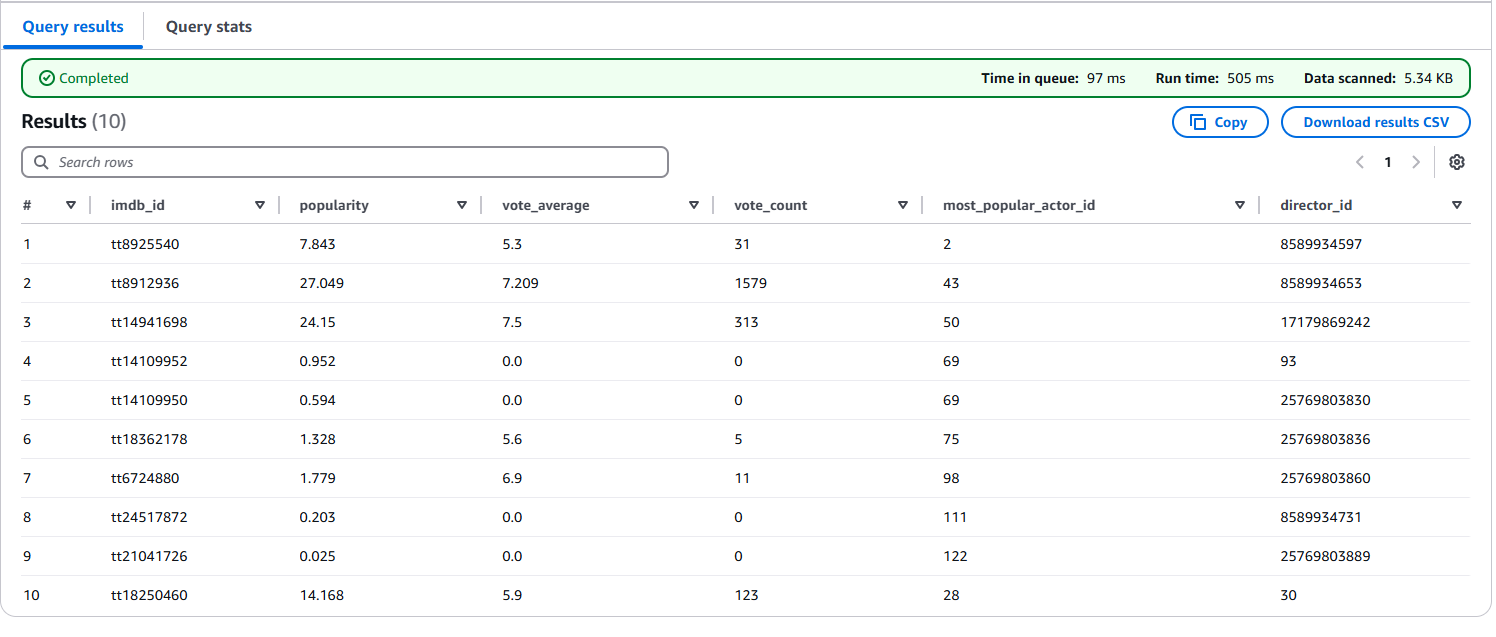 Query results Query stats
Completed Time in queue: 97 ms Run time: 505 ms Data scanned: 5.34 KB
Results (10) Copy Download results CSV
Search rows 1
# imdb_id popularity vote_average vote_count most_popular_actor_id director_id
1 tt8925540 7.843 5.3 31 2 8589934597
2 tt8912936 27.049 7.209 1579 43 8589934653
3 tt14941698 24.15 7.5 313 50 17179869242
4 tt14109952 0.952 0.0 0 69 93
5 tt14109950 0.594 0.0 0 69 25769803830
6 tt18362178 1.328 5.6 5 75 25769803836
7 tt6724880 1.779 6.9 11 98 25769803860
8 tt24517872 0.203 0.0 0 111 8589934731
9 tt21041726 0.025 0.0 0 122 25769803889
10 tt18250460 14.168 5.9 123 28 30